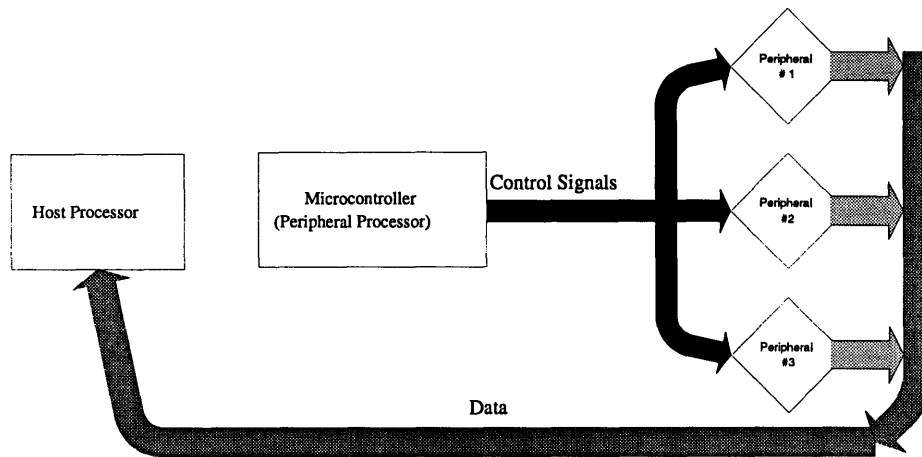 Host Processor
Microcontroller
(Peripheral Processor)
Control Signals
Peripheral
# 1
Peripheral
#2
Peripheral
#3
Data